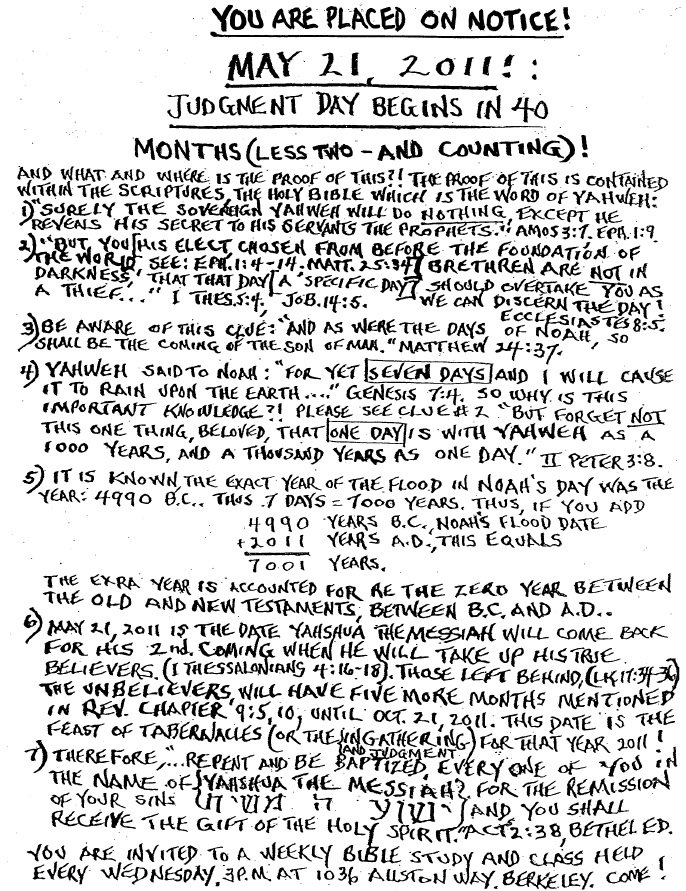 YOU ARE PLACED ON NOTICE!
MAY 21, 2011!:
JUDGMENT DAY BEGINS IN 40
MONTHS (LESS TWO - AND COUNTING)!
AND WHAT AND WHERE IS THE PROOF OF THIS?! THE PROOF OF THIS IS CONTAINED
WITHIN THE SCRIPTURES, THE HOLY BIBLE WHICH IS THE WORD OF YAHWEH:
1) "SURELY THE SOVEREIGN YAHWEH WILL DO NOTHING, EXCEPT HE
REVENS HIS SECRET TO HIS SERVANTS THE PROPHETS." AMOS 3:7. EPH. 1:9.
2) "BUT, YOU [HIS ELECT, CHOSEN FROM BEFORE THE FOUNDATION OF
THE WORLD, SEE: EPH. 1:4-14. MATT. 25:34] BRETHREN ARE NOT IN
DARKNESS, THAT THAT DAY [A "SPECIFIC DAY"] SHOULD OVERTAKE YOU AS
A THIEF..." I THES. 5:4, JOB. 14:5. WE CAN DISCERN THE DAY!
ECCLESIASTES 8:5.
3) BE AWARE OF THIS CLUE: "AND AS WERE THE DAYS OF NOAH, SO
SHALL BE THE COMING OF THE SON OF MAN." MATTHEW 24:37.
4) YAHWEH SAID TO NOAH: "FOR YET SEVEN DAYS AND I WILL CAUSE
IT TO RAIN UPON THE EARTH...." GENESIS 7:4. SO WHY IS THIS
IMPORTANT KNOWLEDGE?! PLEASE SEE CLUE # 2 "BUT FORGET NOT
THIS ONE THING, BELOVED, THAT ONE DAY IS WITH YAHWEH AS A
1000 YEARS, AND A THOUSAND YEARS AS ONE DAY." II PETER 3:8.
5) IT IS KNOWN THE EXACT YEAR OF THE FLOOD IN NOAH'S DAY WAS THE
YEAR: 4990 B.C.. THUS 7 DAYS = 7000 YEARS. THUS, IF YOU ADD
4990 YEARS B.C., NOAH'S FLOOD DATE
+2011 YEARS A.D., THIS EQUALS
7001 YEARS.
THE EXRA YEAR IS ACCOUNTED FOR RE THE ZERO YEAR BETWEEN
THE OLD AND NEW TESTAMENTS, BETWEEN B.C. AND A.D..
6) MAY 21, 2011 IS THE DATE YAHSHUA THE MESSIAH WILL COME BACK
FOR HIS 2nd. COMING WHEN HE WILL TAKE UP HIS TRUE
BELIEVERS. (I THESSALONIANS 4:16-18). THOSE LEFT BEHIND, (LK. 17:34-36)
THE UNBELIEVERS, WILL HAVE FIVE MORE MONTHS MENTIONED
IN REV. CHAPTER 9:5,10, UNTIL OCT. 21, 2011. THIS DATE IS THE
FEAST OF TABERNACLES (OR THE INGATHERING) FOR THAT YEAR 2011!
AND JUDGMENT
7) THEREFORE, "...REPENT AND BE BAPTIZED, EVERY ONE OF YOU IN
THE NAME OF YAHSHUA THE MESSIAH? FOR THE REMISSION
OF YOUR SINS AND YOU SHALL
RECEIVE THE GIFT OF THE HOLY SPIRIT." ACTS 2:38, BETHEL ED.
YOU ARE INVITED TO A WEEKLY BIBLE STUDY AND CLASS HELD
EVERY WEDNESDAY, 3P.M. AT 1036 ALLSTON WAY, BERKELEY. COME!